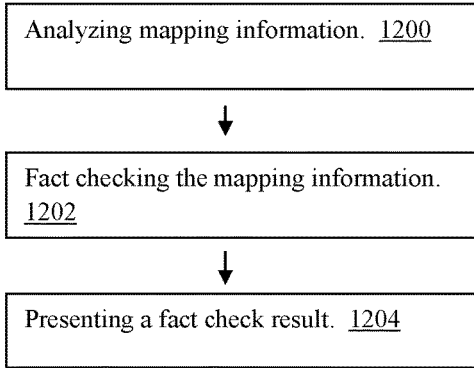 Analyzing mapping information. 1200
Fact checking the mapping information.
1202
Presenting a fact check result. 1204